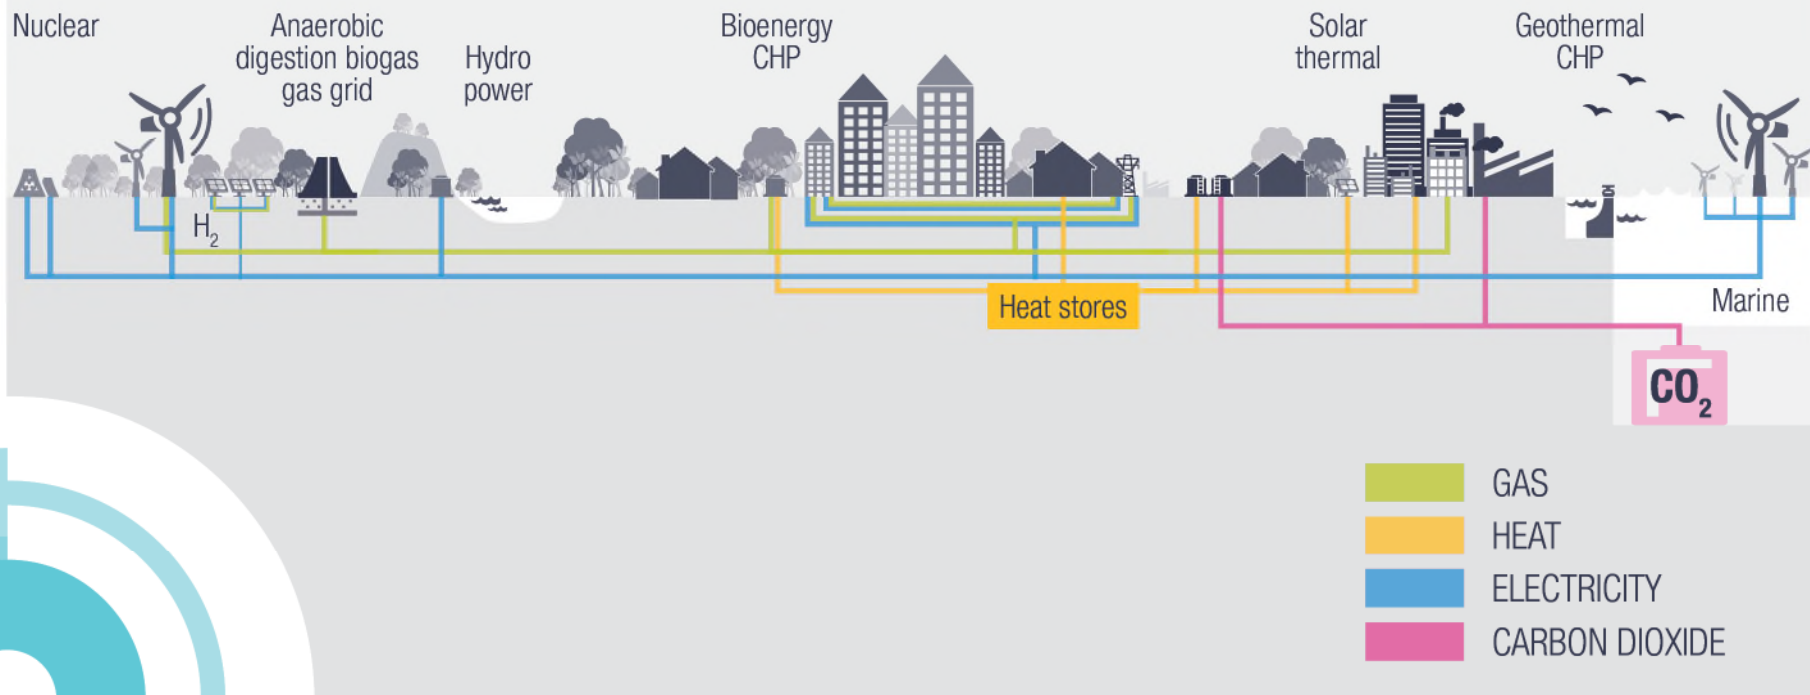 Nuclear
Anaerobic
digestion biogas
gas grid
Hydro
power
Bioenergy
CHP
Solar
thermal
Geothermal
CHP
H₂
Heat stores
Marine
CO₂
GAS
HEAT
ELECTRICITY
CARBON DIOXIDE